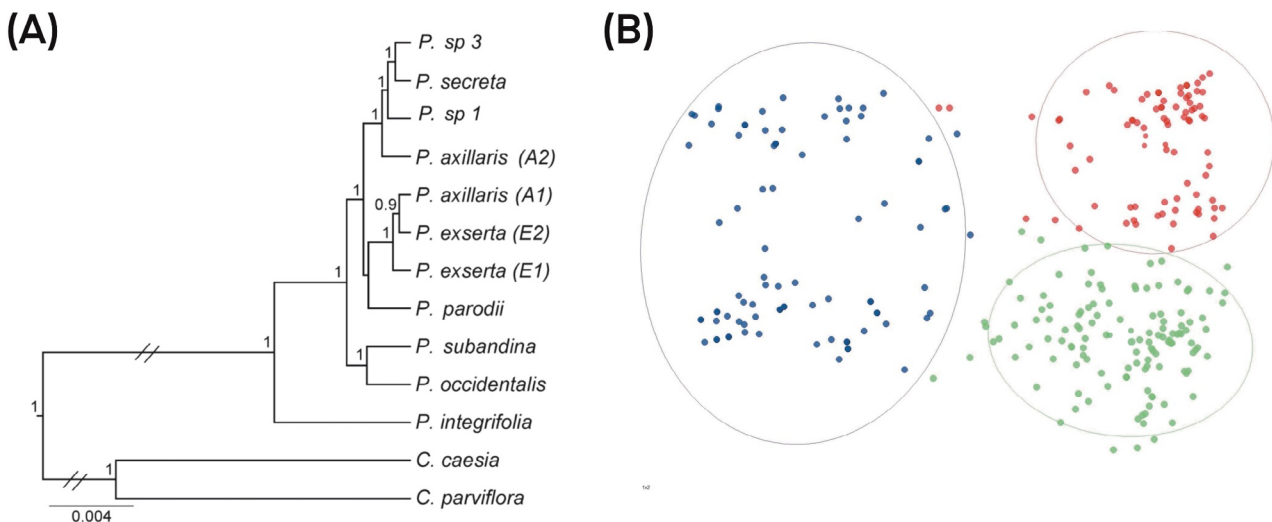 (A)
(B)
P. sp 3
1
P. secreta
1
P. sp 1
1
P. axillaris (A2)
1
P. axillaris (A1)
0.9
P. exserta (E2)
1
P. exserta (E1)
1
P. parodii
P. subandina
1
1
P. occidentalis
1
P. integrifolia
C. caesia
1
C. parviflora
0.004